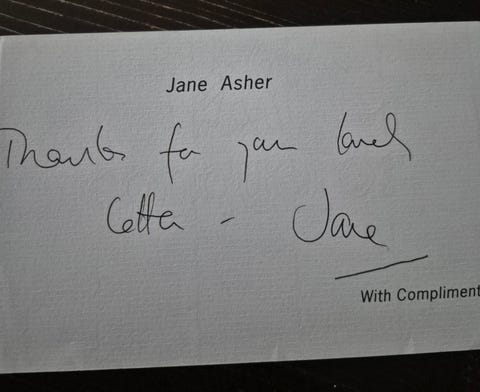 Jane Asher
Thanks for your lovely
letter - Jane
With Compliment